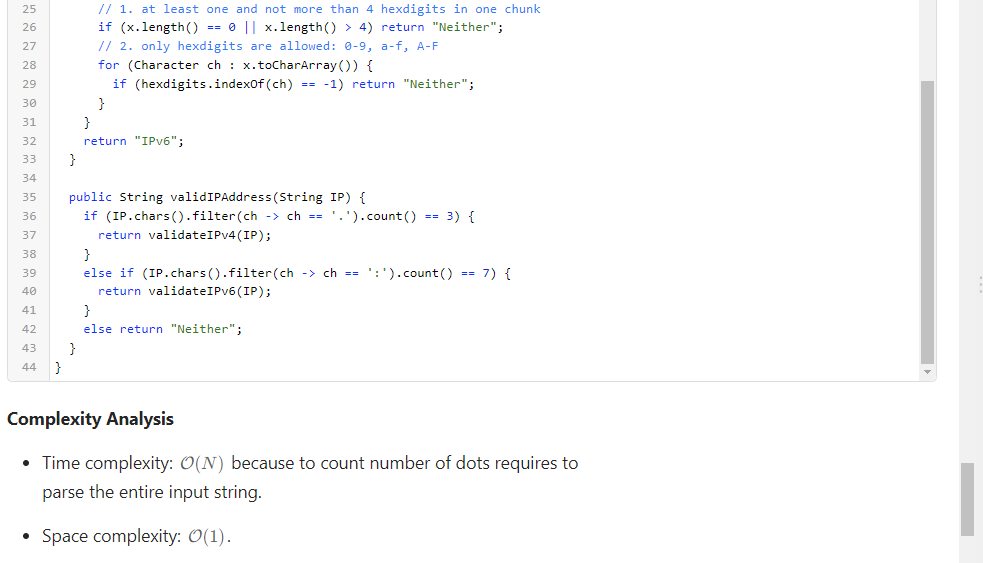 25 // 1. at least one and not more than 4 hexdigits in one chunk
26 if (x.length() == 0 || x.length() > 4) return "Neither";
27 // 2. only hexdigits are allowed: 0-9, a-f, A-F
28 for (Character ch : x.toCharArray()) {
29 if (hexdigits.indexOf(ch) == -1) return "Neither";
30 }
31 }
32 return "IPv6";
33 }
34
35 public String validIPAddress(String IP) {
36 if (IP.chars().filter(ch -> ch == '.').count() == 3) {
37 return validateIPv4(IP);
38 }
39 else if (IP.chars().filter(ch -> ch == ':').count() == 7) {
40 return validateIPv6(IP);
41 }
42 else return "Neither";
43 }
44 }
Complexity Analysis
• Time complexity: O(N) because to count number of dots requires to
parse the entire input string.
• Space complexity: O(1).